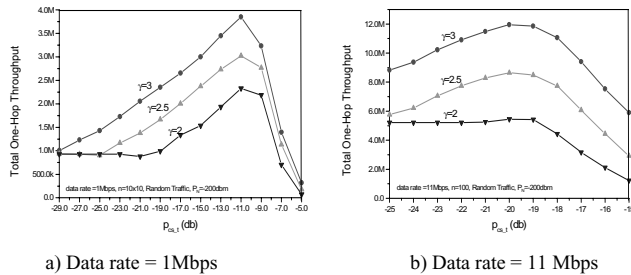 Total One-Hop Throughput
4.0M
3.5M
3.0M
2.5M
2.0M
1.5M
1.0M
500.0k
0.0
γ=3
γ=2.5
γ=2
data rate =1Mbps, n=10x10, Random Traffic, P_N=-200dbm
-29.0 -27.0 -25.0 -23.0 -21.0 -19.0 -17.0 -15.0 -13.0 -11.0 -9.0 -7.0 -5.0
p_cs_t (db)
a) Data rate = 1Mbps
Total One-Hop Throughput
12.0M
10.0M
8.0M
6.0M
4.0M
2.0M
0.0
γ=3
γ=2.5
γ=2
data rate =11Mbps, n=100, Random Traffic, P_N=-200dbm
-25 -24 -23 -22 -21 -20 -19 -18 -17 -16 -1
p_cs_t (db)
b) Data rate = 11 Mbps